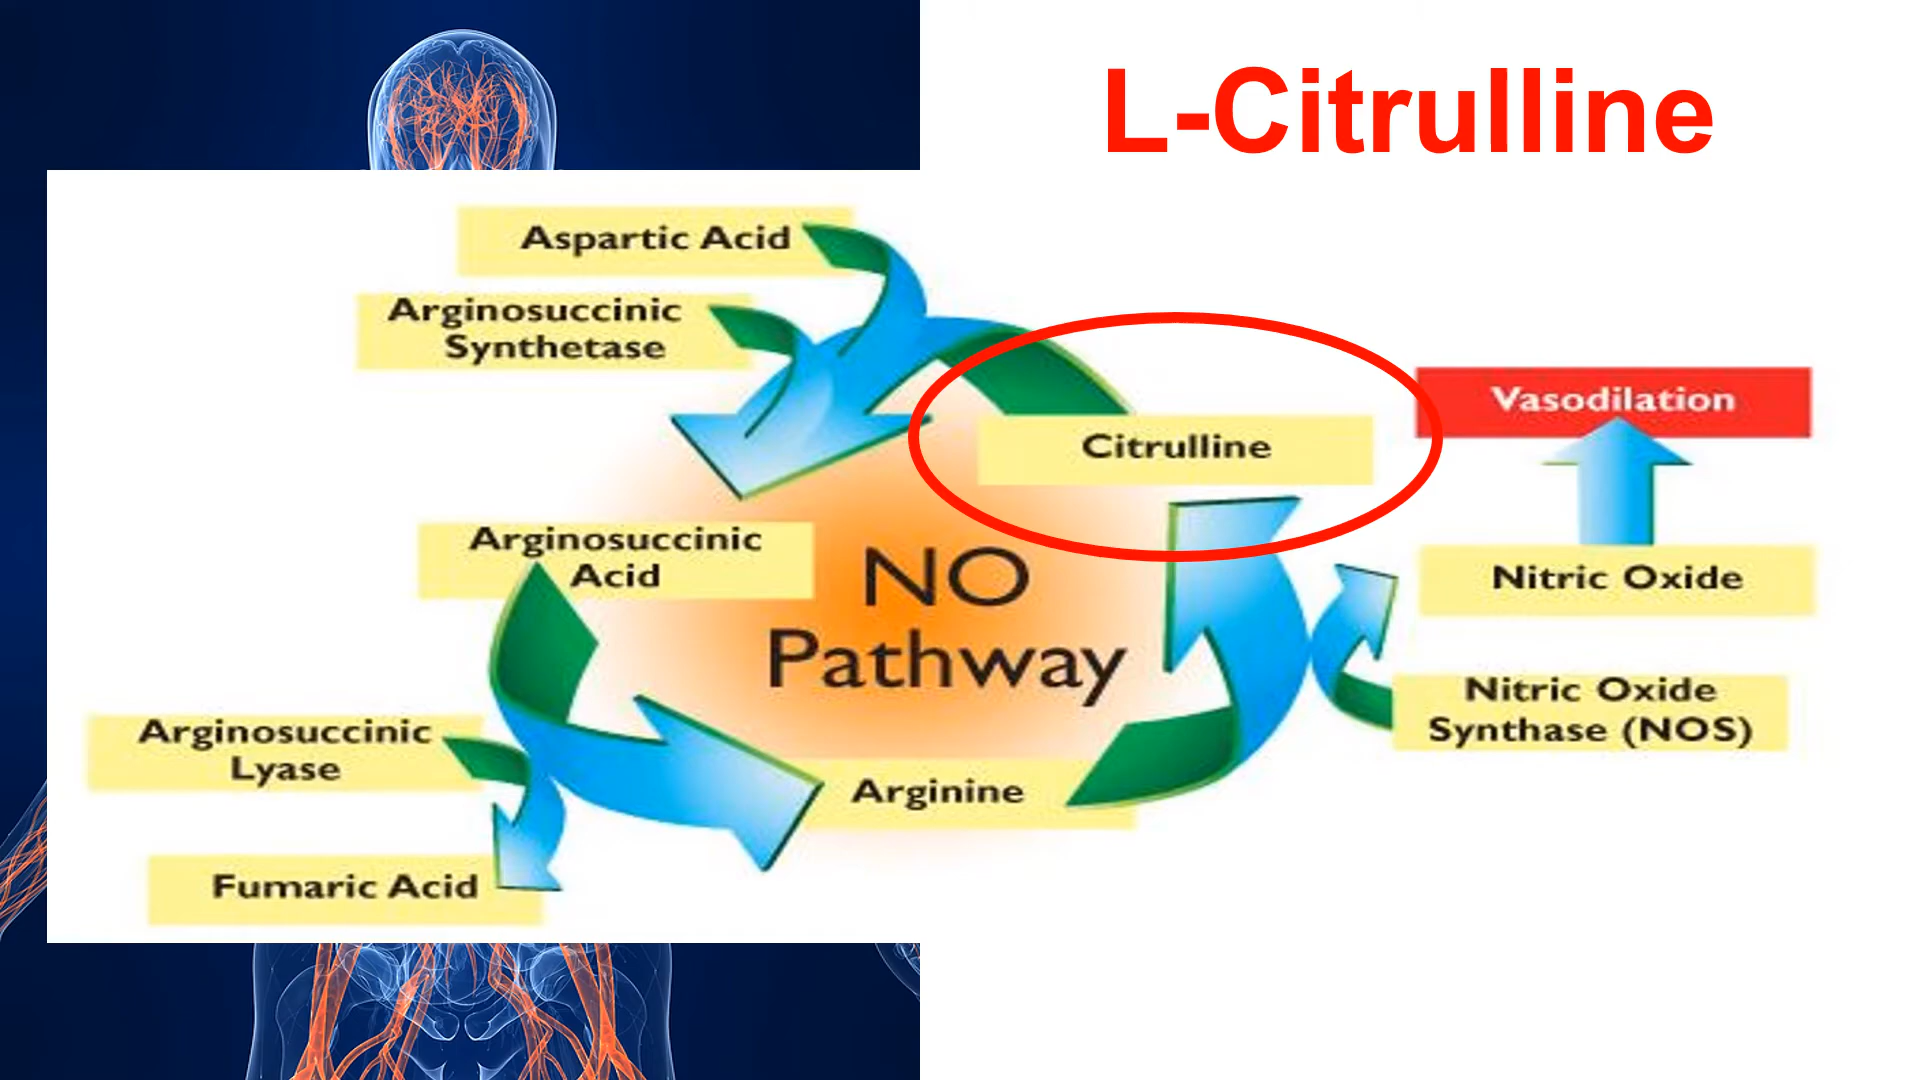 L-Citrulline
Aspartic Acid
Arginosuccinic
Synthetase
Citrulline
Vasodilation
Arginosuccinic
Acid
NO
Pathway
Nitric Oxide
Nitric Oxide
Synthase (NOS)
Arginosuccinic
Lyase
Arginine
Fumaric Acid